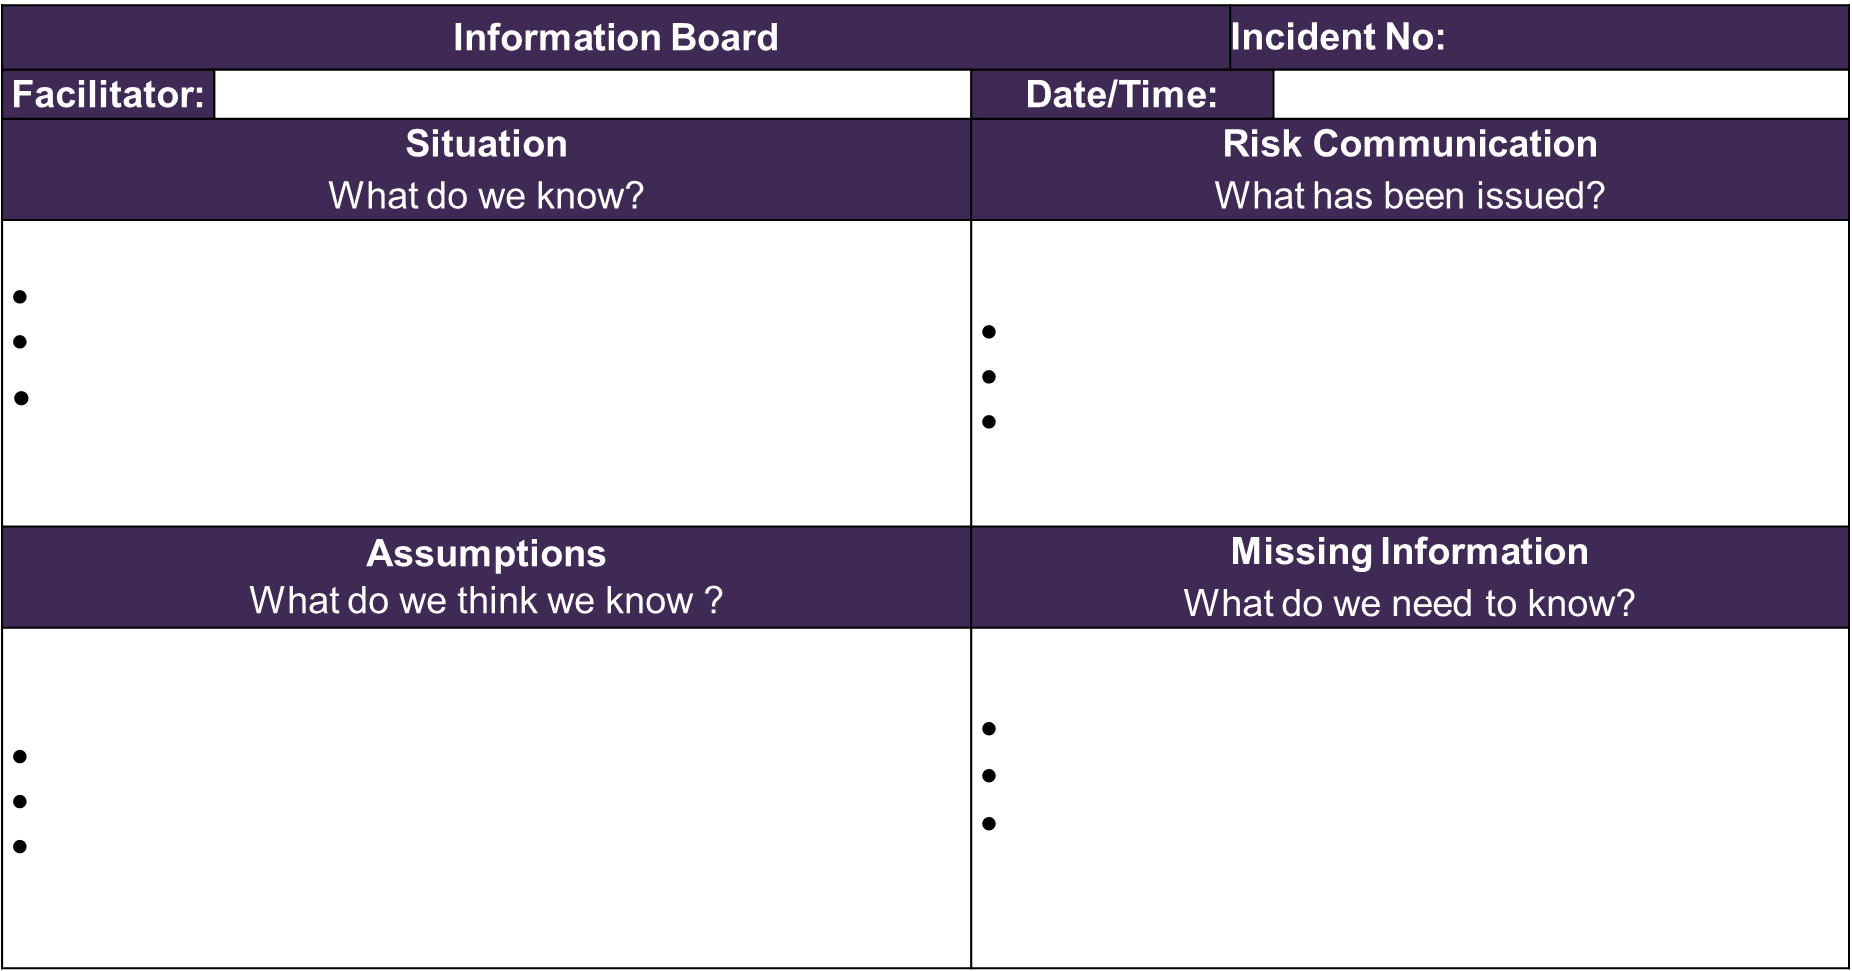 Information Board
Incident No:
Facilitator:
Date/Time:
Situation
What do we know?
Risk Communication
What has been issued?
•
•
•
•
•
•
Assumptions
What do we think we know ?
Missing Information
What do we need to know?
•
•
•
•
•
•